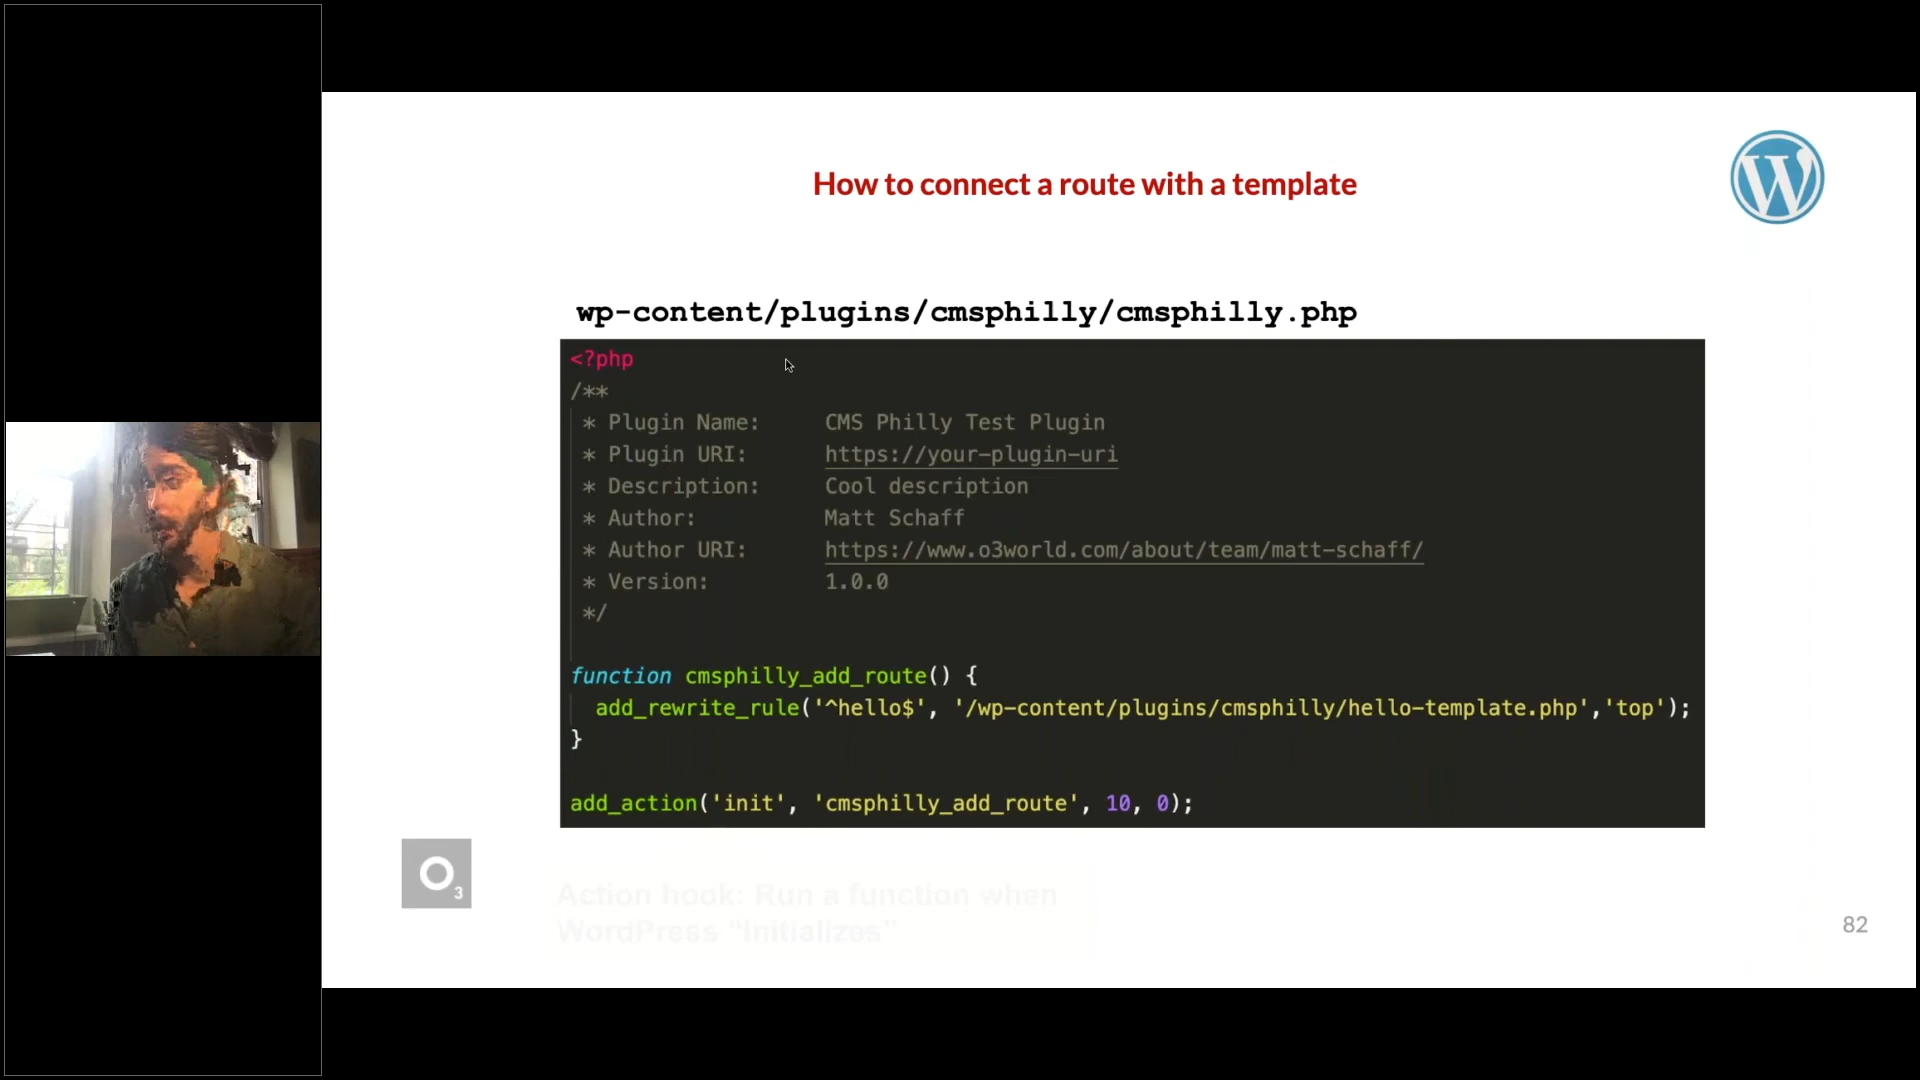 How to connect a route with a template
W
wp-content/plugins/cmsphilly/cmsphilly.php
<?php
/**
* Plugin Name: CMS Philly Test Plugin
* Plugin URI: https://your-plugin-uri
* Description: Cool description
* Author: Matt Schaff
* Author URI: https://www.o3world.com/about/team/matt-schaff/
* Version: 1.0.0
*/
function cmsphilly_add_route() {
add_rewrite_rule('^hello$', '/wp-content/plugins/cmsphilly/hello-template.php','top');
}
add_action('init', 'cmsphilly_add_route', 10, 0);
O3
Action hook: Run a function when
WordPress “Initializes”
82